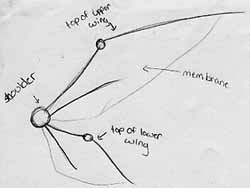 top of upper
wing
membrane
shoulder
top of lower
wing